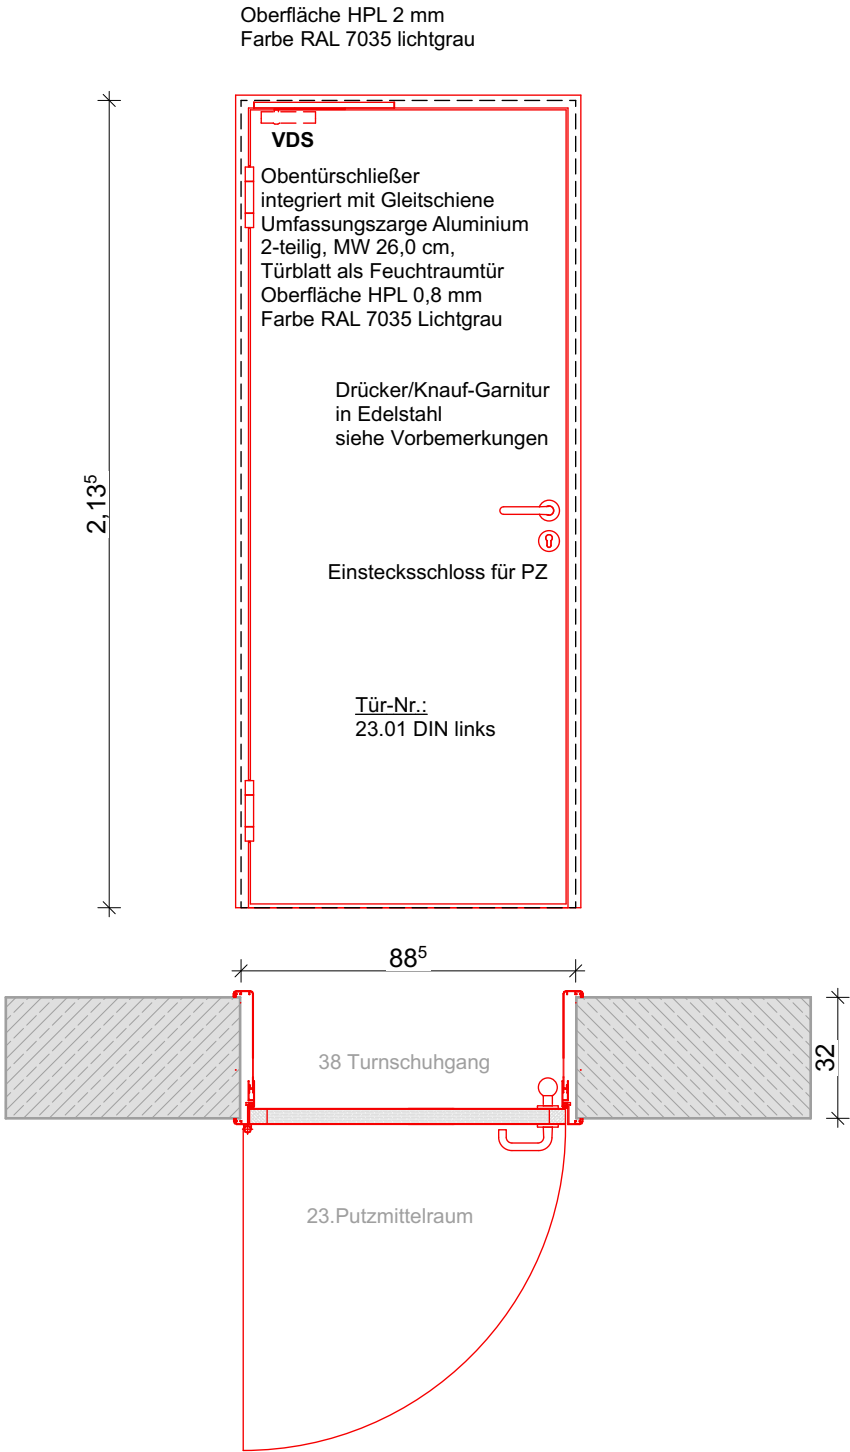 Oberfläche HPL 2 mm
Farbe RAL 7035 lichtgrau
VDS
Obentürschließer
integriert mit Gleitschiene
Umfassungszarge Aluminium
2-teilig, MW 26,0 cm,
Türblatt als Feuchtraumtür
Oberfläche HPL 0,8 mm
Farbe RAL 7035 Lichtgrau
Drücker/Knauf-Garnitur
in Edelstahl
siehe Vorbemerkungen
2,13⁵
Einstecksschloss für PZ
Tür-Nr.:
23.01 DIN links
88⁵
38 Turnschuhgang
32
23.Putzmittelraum